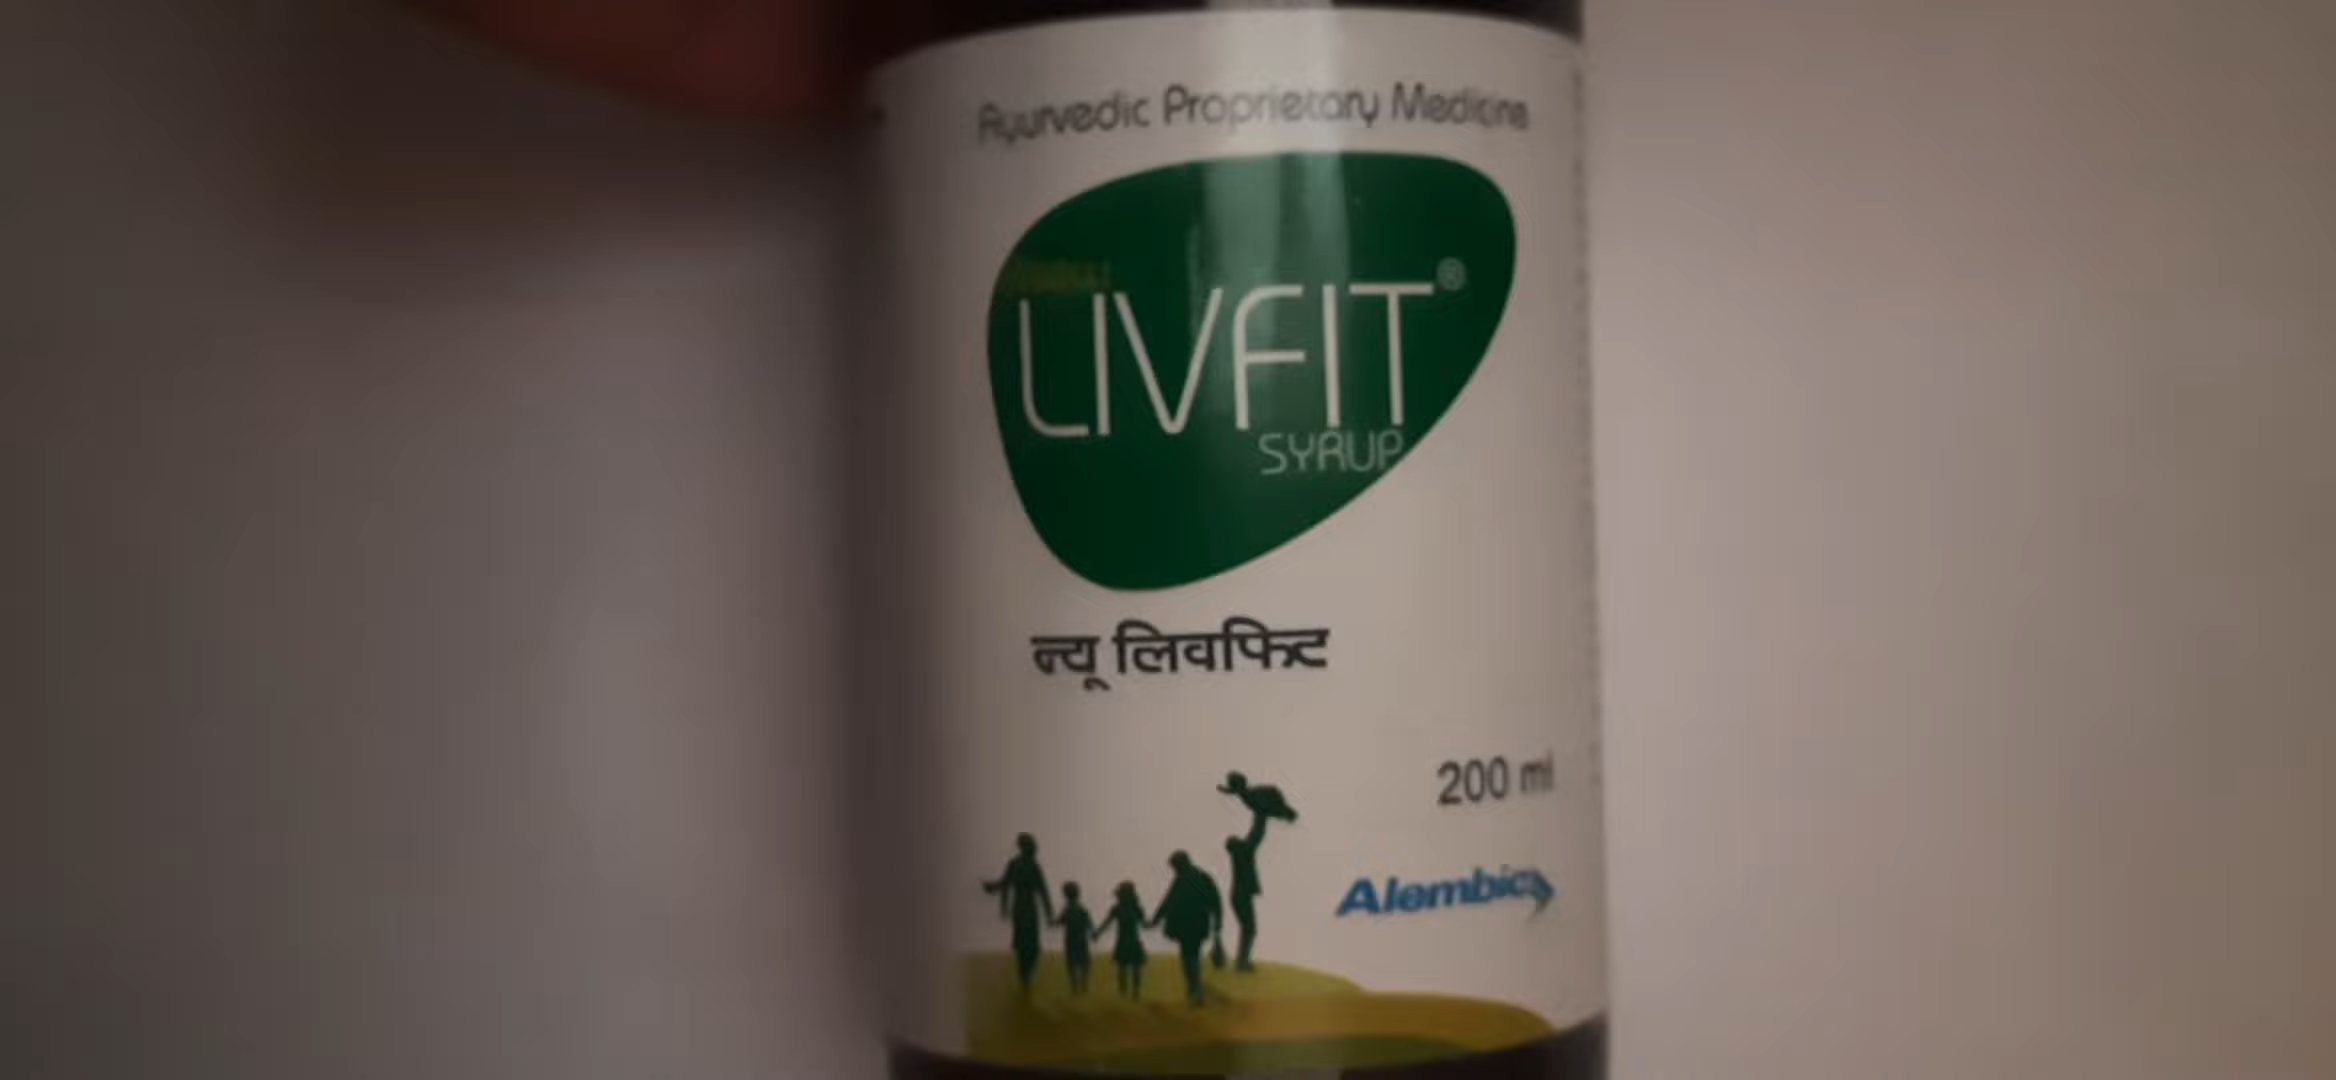 Ayurvedic Proprietary Medicine
LIVFIT®
SYRUP
न्यू लिवफिट
200 ml
Alembic